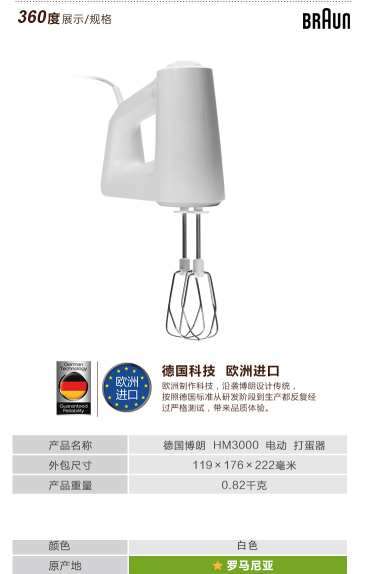 360度展示/规格
BRAUN
德国科技 欧洲进口
German
Technology
Guaranteed
Reliability
欧洲
进口
欧洲制作科技，沿袭博朗设计传统，
按照德国标准从研发阶段到生产都反复经
过严格测试，带来品质体验。
产品名称 德国博朗 HM3000 电动 打蛋器
外包尺寸 119×176×222毫米
产品重量 0.82千克
颜色 白色
原产地 罗马尼亚